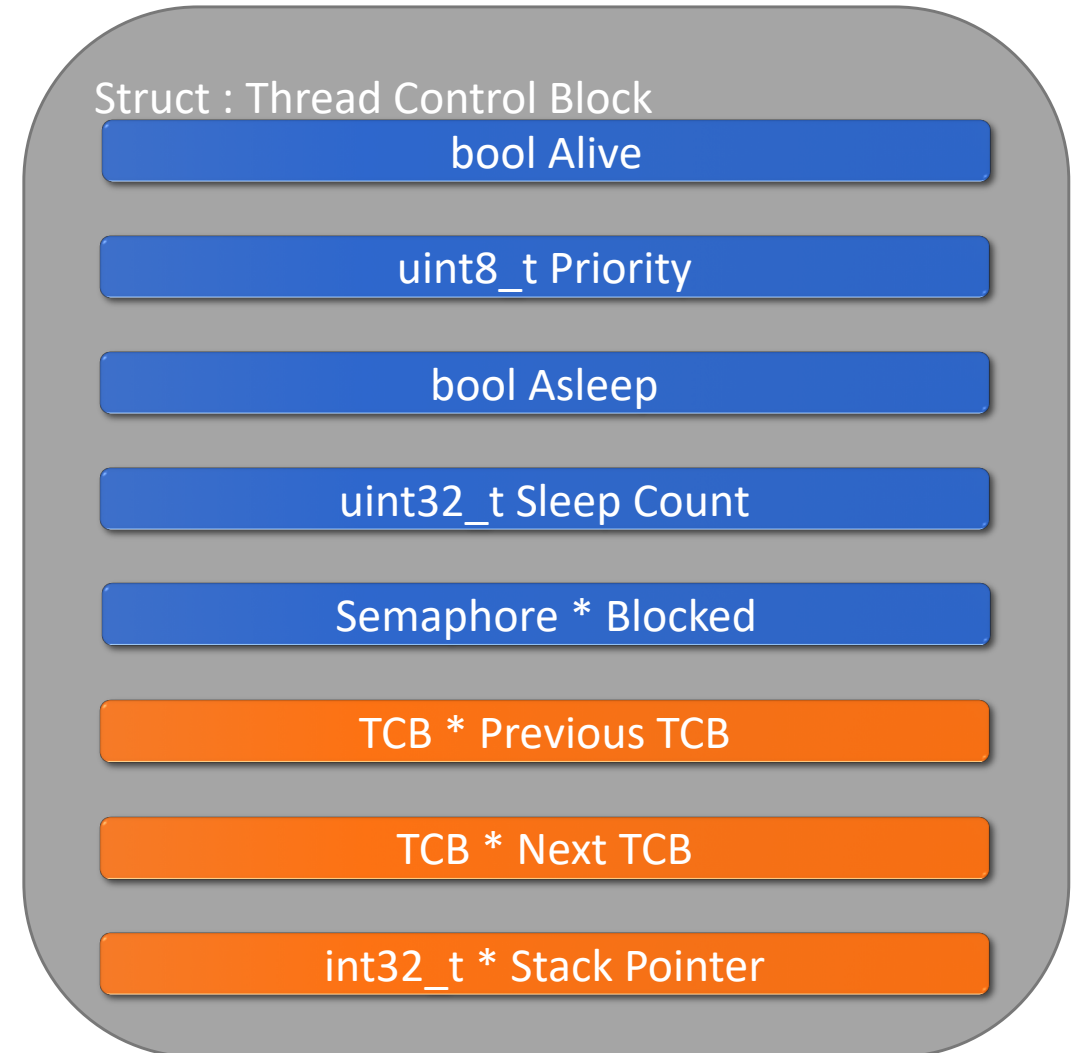 Struct : Thread Control Block
bool Alive
uint8_t Priority
bool Asleep
uint32_t Sleep Count
Semaphore * Blocked
TCB * Previous TCB
TCB * Next TCB
int32_t * Stack Pointer